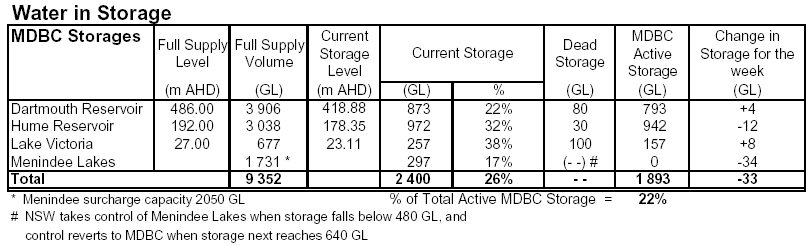 Water in Storage
MDBC Storages Full Supply Level Full Supply Volume Current Storage Level Current Storage Dead Storage MDBC Active Storage Change in Storage for the week
(m AHD) (GL) (m AHD) (GL) % (GL) (GL) (GL)
Dartmouth Reservoir 486.00 3 906 418.88 873 22% 80 793 +4
Hume Reservoir 192.00 3 038 178.35 972 32% 30 942 -12
Lake Victoria 27.00 677 23.11 257 38% 100 157 +8
Menindee Lakes 1 731 * 297 17% (- -) # 0 -34
Total 9 352 2 400 26% - - 1 893 -33
* Menindee surcharge capacity 2050 GL % of Total Active MDBC Storage = 22%
# NSW takes control of Menindee Lakes when storage falls below 480 GL, and
control reverts to MDBC when storage next reaches 640 GL